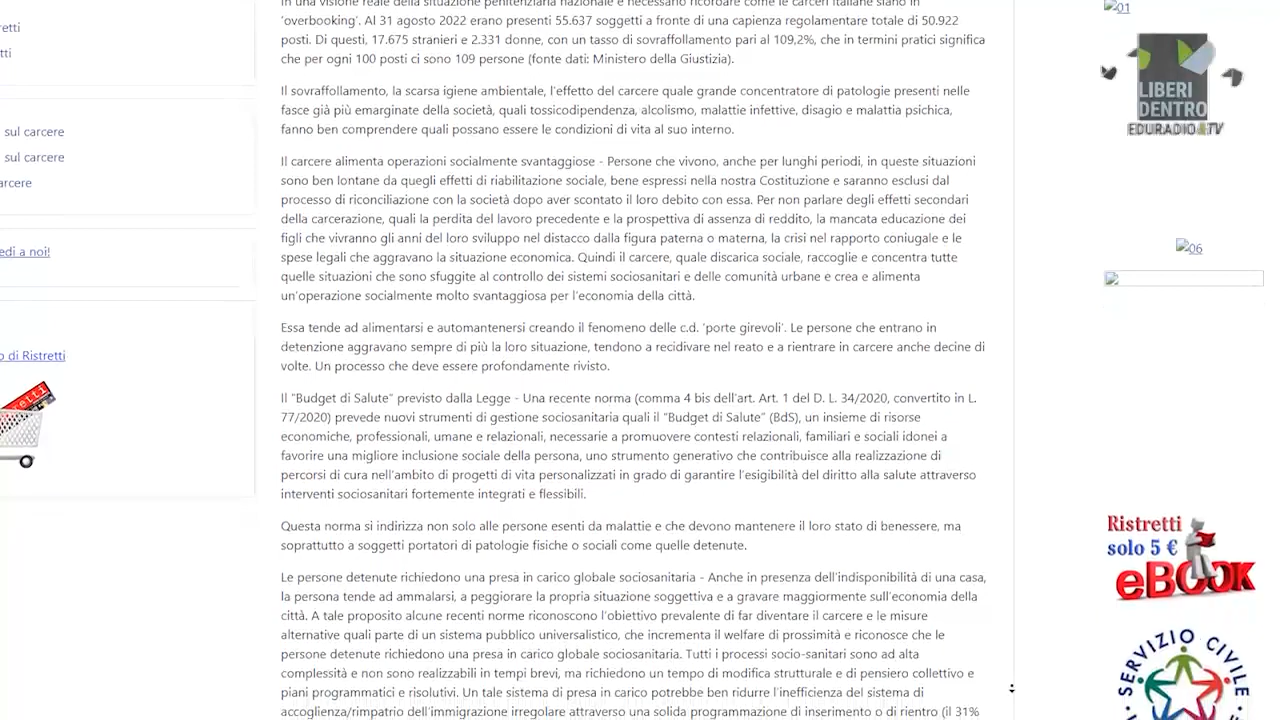 In una visione reale della situazione penitenziaria nazionale è necessario ricordare come le carceri italiane siano in
'overbooking'. Al 31 agosto 2022 erano presenti 55.637 soggetti a fronte di una capienza regolamentare totale di 50.922
posti. Di questi, 17.675 stranieri e 2.331 donne, con un tasso di sovraffollamento pari al 109,2%, che in termini pratici significa
che per ogni 100 posti ci sono 109 persone (fonte dati: Ministero della Giustizia).
Il sovraffollamento, la scarsa igiene ambientale, l'effetto del carcere quale grande concentratore di patologie presenti nelle
fasce già più emarginate della società, quali tossicodipendenza, alcolismo, malattie infettive, disagio e malattia psichica,
fanno ben comprendere quali possano essere le condizioni di vita al suo interno.
Il carcere alimenta operazioni socialmente svantaggiose - Persone che vivono, anche per lunghi periodi, in queste situazioni
sono ben lontane da quegli effetti di riabilitazione sociale, bene espressi nella nostra Costituzione e saranno esclusi dal
processo di riconciliazione con la società dopo aver scontato il loro debito con essa. Per non parlare degli effetti secondari
della carcerazione, quali la perdita del lavoro precedente e la prospettiva di assenza di reddito, la mancata educazione dei
figli che vivranno gli anni del loro sviluppo nel distacco dalla figura paterna o materna, la crisi nel rapporto coniugale e le
spese legali che aggravano la situazione economica. Quindi il carcere, quale discarica sociale, raccoglie e concentra tutte
quelle situazioni che sono sfuggite al controllo dei sistemi sociosanitari e delle comunità urbane e crea e alimenta
un'operazione socialmente molto svantaggiosa per l'economia della città.
Essa tende ad alimentarsi e automantenersi creando il fenomeno delle c.d. 'porte girevoli'. Le persone che entrano in
detenzione aggravano sempre di più la loro situazione, tendono a recidivare nel reato e a rientrare in carcere anche decine di
volte. Un processo che deve essere profondamente rivisto.
Il "Budget di Salute" previsto dalla Legge - Una recente norma (comma 4 bis dell'art. Art. 1 del D. L. 34/2020, convertito in L.
77/2020) prevede nuovi strumenti di gestione sociosanitaria quali il "Budget di Salute" (BdS), un insieme di risorse
economiche, professionali, umane e relazionali, necessarie a promuovere contesti relazionali, familiari e sociali idonei a
favorire una migliore inclusione sociale della persona, uno strumento generativo che contribuisce alla realizzazione di
percorsi di cura nell'ambito di progetti di vita personalizzati in grado di garantire l'esigibilità del diritto alla salute attraverso
interventi sociosanitari fortemente integrati e flessibili.
Questa norma si indirizza non solo alle persone esenti da malattie e che devono mantenere il loro stato di benessere, ma
soprattutto a soggetti portatori di patologie fisiche o sociali come quelle detenute.
Le persone detenute richiedono una presa in carico globale sociosanitaria - Anche in presenza dell'indisponibilità di una casa,
la persona tende ad ammalarsi, a peggiorare la propria situazione soggettiva e a gravare maggiormente sull'economia della
città. A tale proposito alcune recenti norme riconoscono l'obiettivo prevalente di far diventare il carcere e le misure
alternative quali parte di un sistema pubblico universalistico, che incrementa il welfare di prossimità e riconosce che le
persone detenute richiedono una presa in carico globale sociosanitaria. Tutti i processi socio-sanitari sono ad alta
complessità e non sono realizzabili in tempi brevi, ma richiedono un tempo di modifica strutturale e di pensiero collettivo e
piani programmatici e risolutivi. Un tale sistema di presa in carico potrebbe ben ridurre l'inefficienza del sistema di
accoglienza/rimpatrio dell'immigrazione irregolare attraverso una solida programmazione di inserimento o di rientro (il 31%
retti
tti
sul carcere
sul carcere
arcere
edi a noi!
o di Ristretti
etti
01
LIBERI
DENTRO
EDURADIO&TV
06
Ristretti
solo 5 €
eBOOK
SERVIZIO CIVILE